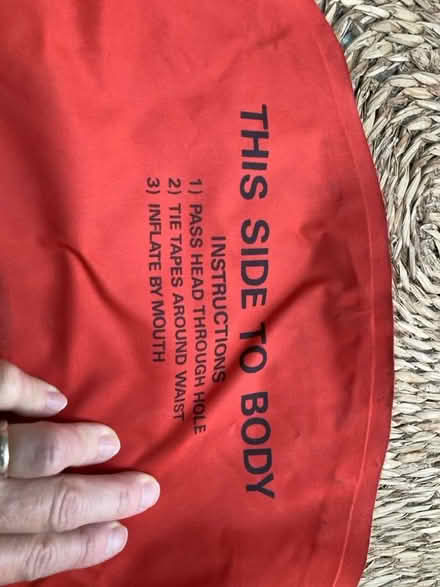 THIS SIDE TO BODY
INSTRUCTIONS
1) PASS HEAD THROUGH HOLE
2) TIE TAPES AROUND WAIST
3) INFLATE BY MOUTH